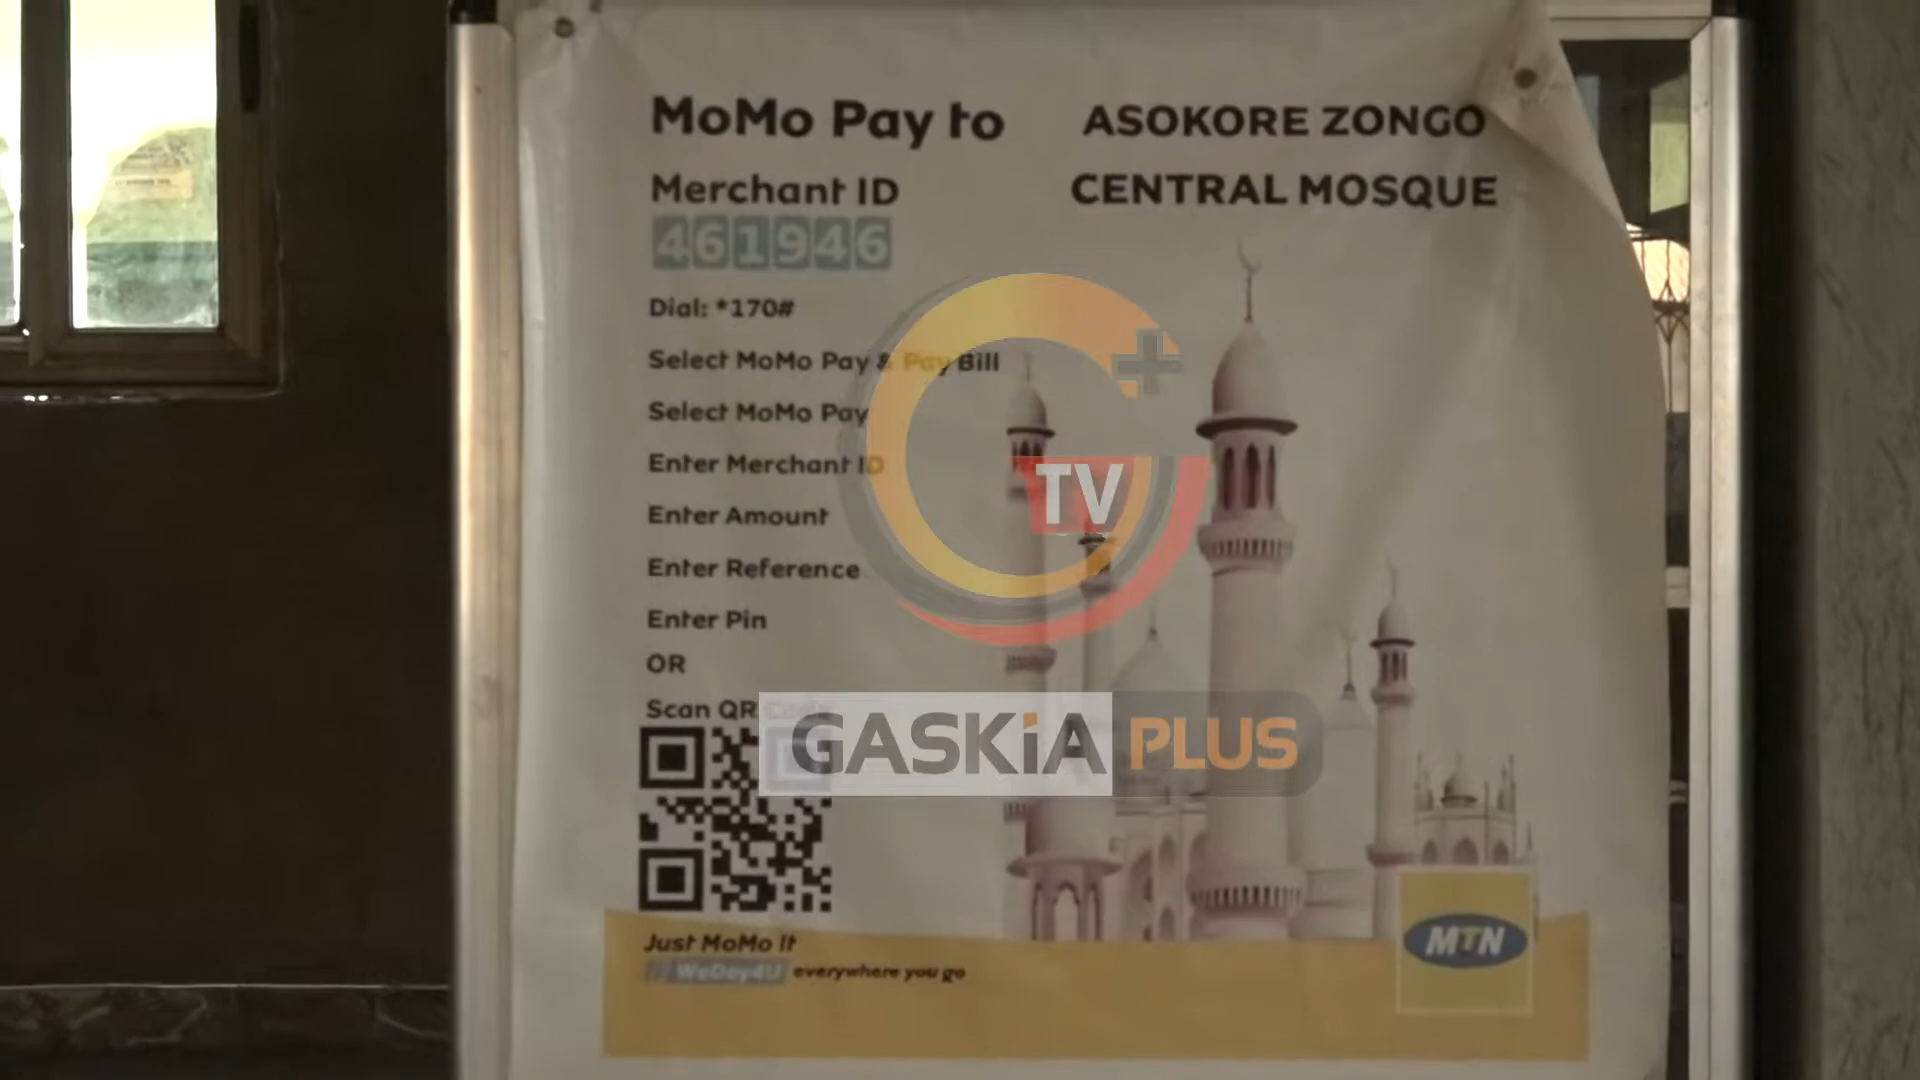 MoMo Pay to
ASOKORE ZONGO
CENTRAL MOSQUE
Merchant ID
461946
Dial: *170#
Select MoMo Pay & Pay Bill
Select MoMo Pay
Enter Merchant ID
Enter Amount
Enter Reference
Enter Pin
OR
Scan QR Code
TV
GASKiA PLUS
Just MoMo It
WeDey4U everywhere you go
MTN